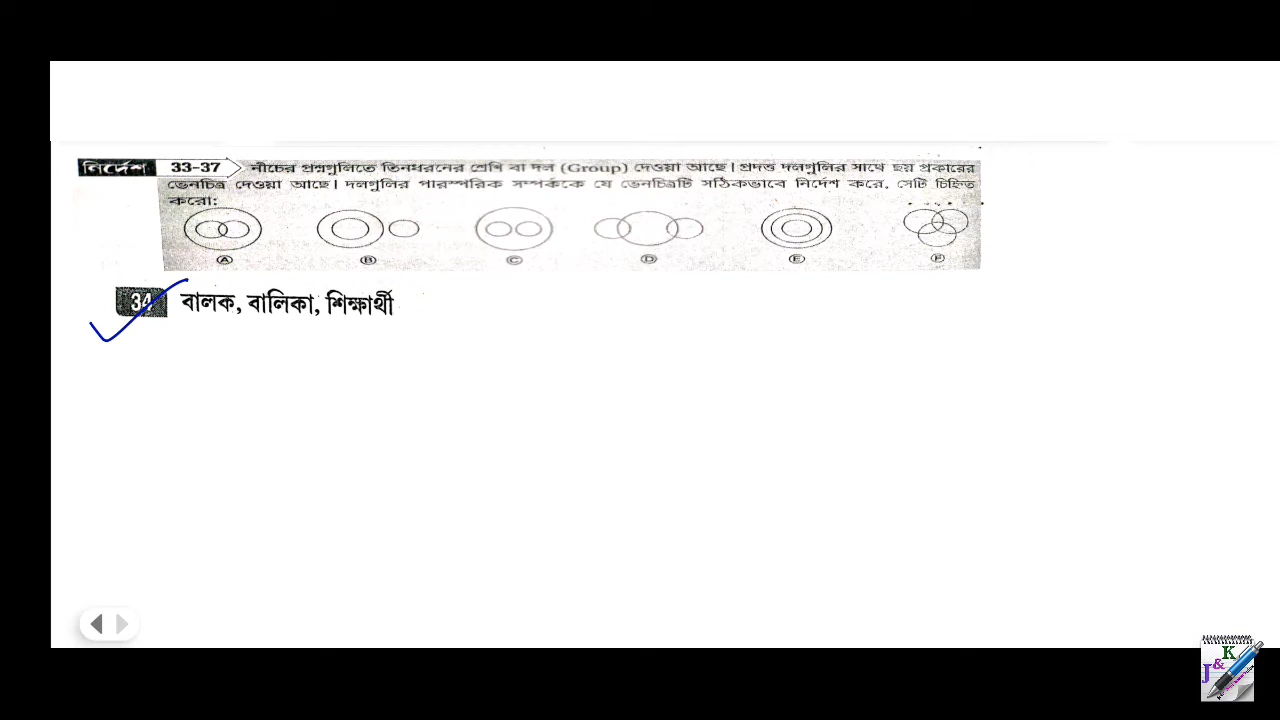 নির্দেশ 33-37 নীচের প্রশ্নগুলিতে তিনধরনের শ্রেণি বা দল (Group) দেওয়া আছে। প্রদত্ত দলগুলির সাথে ছয় প্রকারের
ভেনচিত্র দেওয়া আছে। দলগুলির পারস্পরিক সম্পর্ককে যে ভেনচিত্রটি সঠিকভাবে নির্দেশ করে, সেটি চিহ্নিত
করো:
Ⓐ Ⓑ Ⓒ Ⓓ Ⓔ Ⓕ
34 বালক, বালিকা, শিক্ষার্থী
J&K